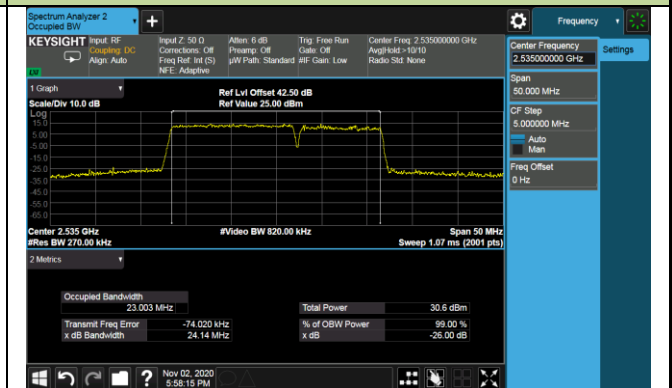 Spectrum Analyzer 2
Occupied BW
Frequency
KEYSIGHT Input: RF
Coupling: DC
Align: Auto
LXI
Input Z: 50 Ω
Corrections: Off
Freq Ref: Int (S)
NFE: Adaptive
Atten: 6 dB
Preamp: Off
µW Path: Standard
Trig: Free Run
Gate: Off
#IF Gain: Low
Center Freq: 2.535000000 GHz
Avg|Hold:>10/10
Radio Std: None
Center Frequency
2.535000000 GHz
Settings
Span
50.000 MHz
CF Step
5.000000 MHz
Auto
Man
Freq Offset
0 Hz
1 Graph
Scale/Div 10.0 dB
Ref Lvl Offset 42.50 dB
Ref Value 25.00 dBm
Log
15.0
5.00
-5.00
-15.0
-25.0
-35.0
-45.0
-55.0
-65.0
Center 2.535 GHz
#Video BW 820.00 kHz
Span 50 MHz
#Res BW 270.00 kHz
Sweep 1.07 ms (2001 pts)
2 Metrics
Occupied Bandwidth
23.003 MHz
Total Power 30.6 dBm
Transmit Freq Error -74.020 kHz
% of OBW Power 99.00 %
x dB Bandwidth 24.14 MHz
x dB -26.00 dB
?
Nov 02, 2020
5:58:15 PM